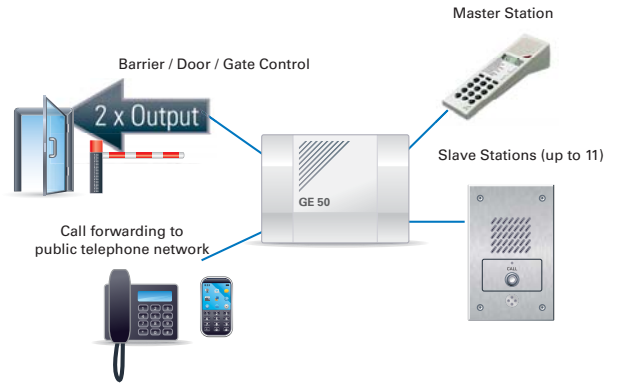 Master Station
Barrier / Door / Gate Control
2 x Output
Slave Stations (up to 11)
GE 50
Call forwarding to
public telephone network
CALL